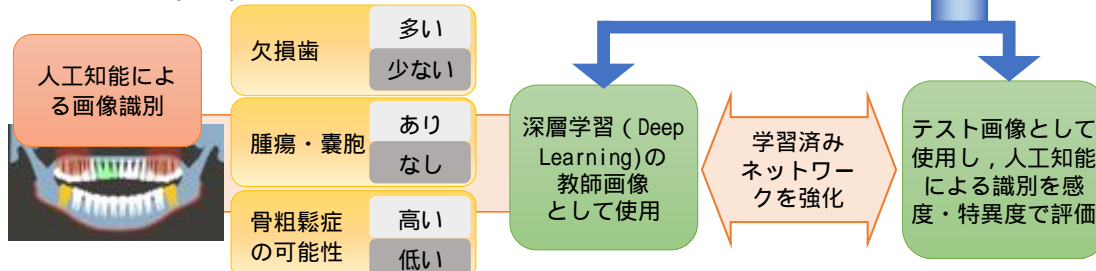 人工知能によ
る画像識別
欠損歯
多い
少ない
腫瘍・嚢胞
あり
なし
骨粗鬆症
の可能性
高い
低い
深層学習(Deep
Learning)の
教師画像
として使用
学習済み
ネットワー
クを強化
テスト画像として
使用し,人工知能
による識別を感
度・特異度で評価